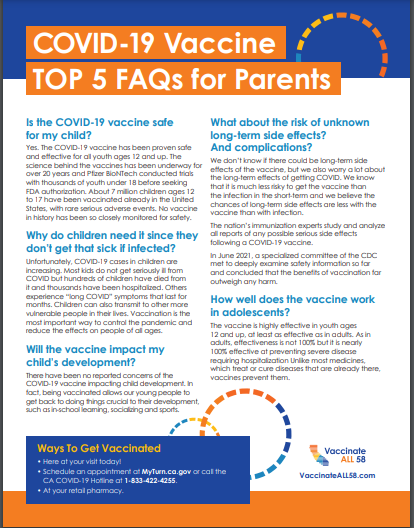 COVID-19 Vaccine
TOP 5 FAQs for Parents
Is the COVID-19 vaccine safe
for my child?
Yes. The COVID-19 vaccine has been proven safe
and effective for all youth ages 12 and up. The
science behind the vaccines has been underway for
over 20 years and Pfizer BioNTech conducted trials
with thousands of youth under 18 before seeking
FDA authorization. About 7 million children ages 12
to 17 have been vaccinated already in the United
States, with rare serious adverse events. No vaccine
in history has been so closely monitored for safety.
Why do children need it since they
don't get that sick if infected?
Unfortunately, COVID-19 cases in children are
increasing. Most kids do not get seriously ill from
COVID but hundreds of children have died from
it and thousands have been hospitalized. Others
experience "long COVID" symptoms that last for
months. Children can also transmit to other more
vulnerable people in their lives. Vaccination is the
most important way to control the pandemic and
reduce the effects on people of all ages.
Will the vaccine impact my
child's development?
There have been no reported concerns of the
COVID-19 vaccine impacting child development. In
fact, being vaccinated allows our young people to
get back to doing things crucial to their development,
such as in-school learning, socializing and sports.
What about the risk of unknown
long-term side effects?
And complications?
We don't know if there could be long-term side
effects of the vaccine, but we also worry a lot about
the long-term effects of getting COVID. We know
that it is much less risky to get the vaccine than
the infection in the short-term and we believe the
chances of long-term side effects are less with the
vaccine than with infection.
The nation's immunization experts study and analyze
all reports of any possible serious side effects
following a COVID-19 vaccine.
In June 2021, a specialized committee of the CDC
met to deeply examine safety information so far
and concluded that the benefits of vaccination far
outweigh any harm.
How well does the vaccine work
in adolescents?
The vaccine is highly effective in youth ages
12 and up, at least as effective as in adults. As in
adults, effectiveness is not 100% but it is nearly
100% effective at preventing severe disease
requiring hospitalization Unlike most medicines,
which treat or cure diseases that are already there,
vaccines prevent them.
Ways To Get Vaccinated
• Here at your visit today!
• Schedule an appointment at MyTurn.ca.gov or call the
CA COVID-19 Hotline at 1-833-422-4255.
• At your retail pharmacy.
Vaccinate
ALL 58
VaccinateALL58.com